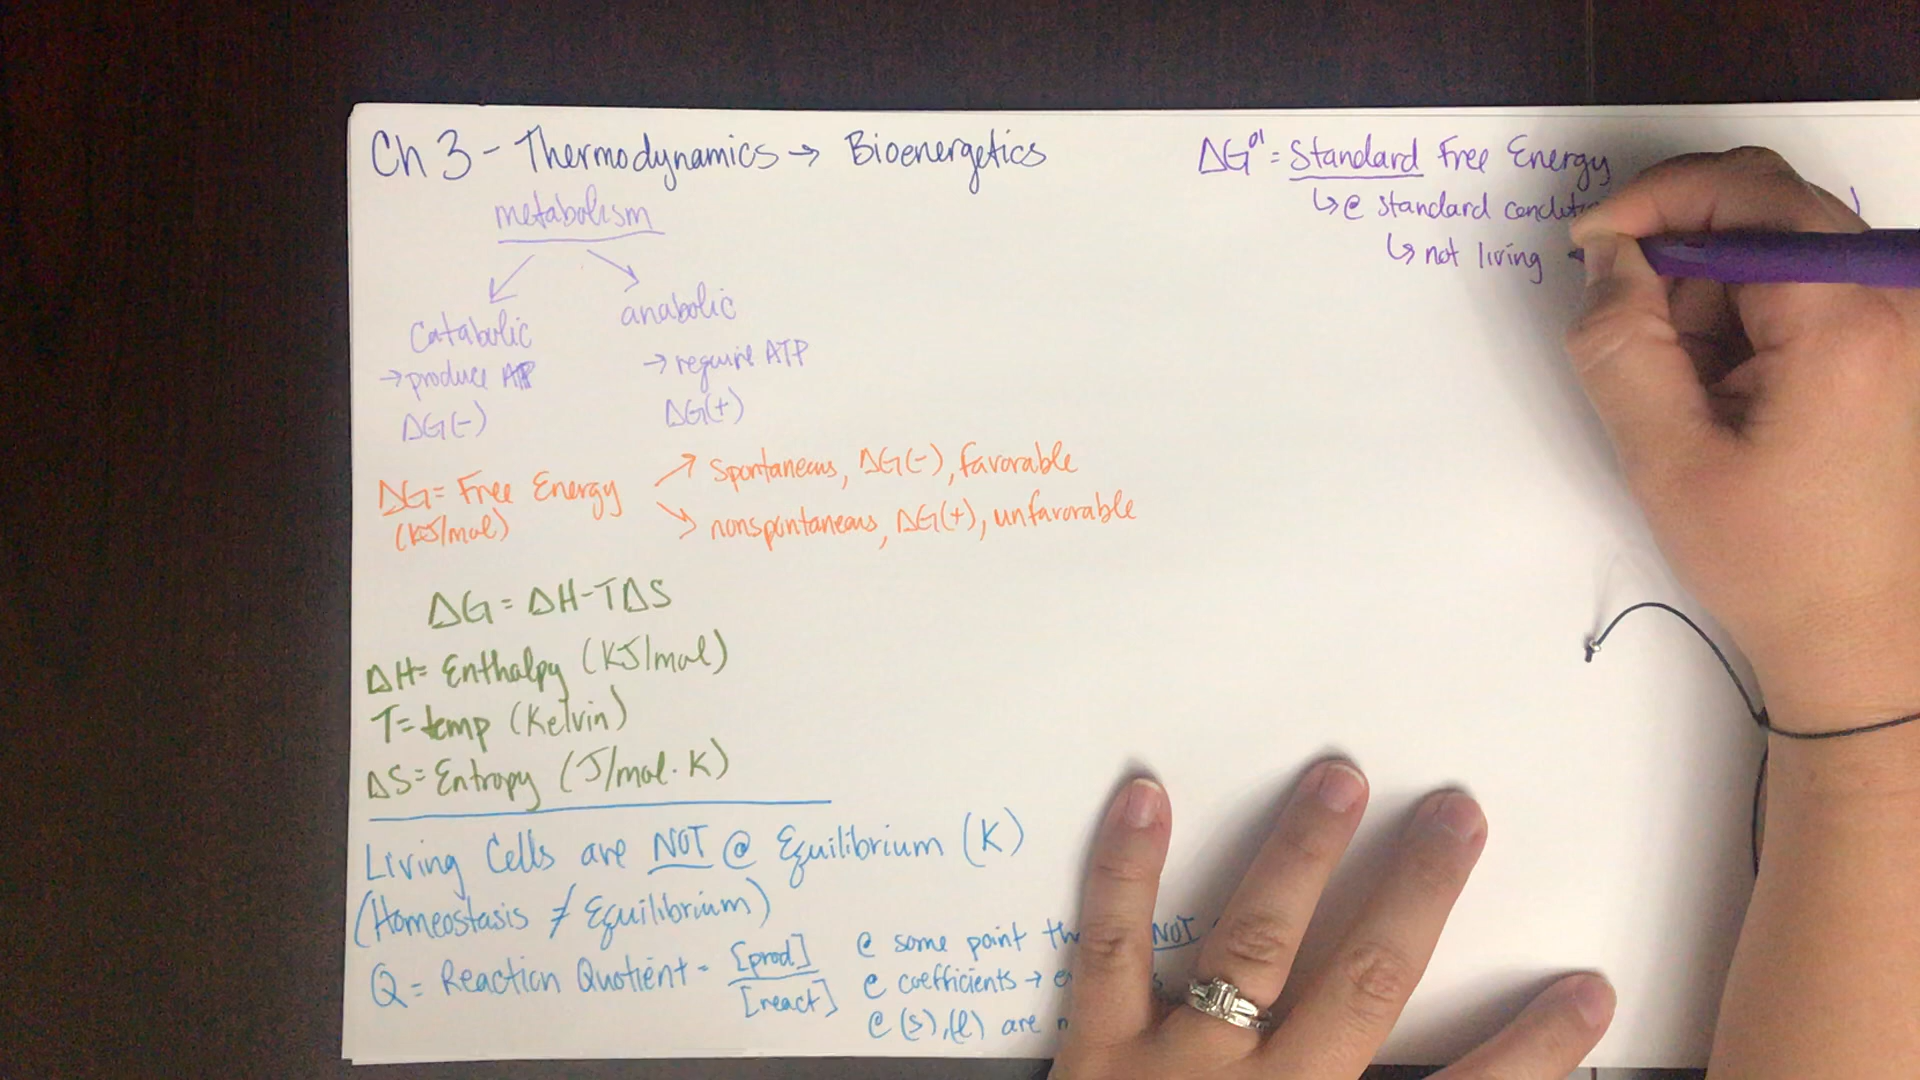 Ch 3 - Thermodynamics → Bioenergetics
metabolism
Catabolic
→ produce ATP
ΔG(-)
anabolic
→ require ATP
ΔG(+)
ΔG = Free Energy
(KJ/mol)
↗ Spontaneous, ΔG(-), favorable
↘ nonspontaneous, ΔG(+), unfavorable
ΔG = ΔH-TΔS
ΔH = Enthalpy (KJ/mol)
T = temp (Kelvin)
ΔS = Entropy (J/mol·K)
Living Cells are NOT @ Equilibrium (K)
(Homeostasis ≠ Equilibrium)
Q = Reaction Quotient = [prod]/[react]
@ some point NOT
@ coefficients →
@ (s),(l) are
ΔG°' = Standard Free Energy
↳ @ standard
↳ not living